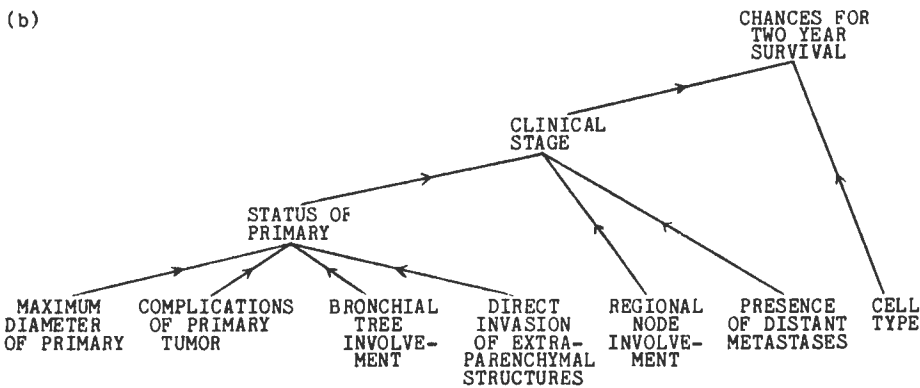 (b)
CHANCES FOR
TWO YEAR
SURVIVAL
CLINICAL
STAGE
STATUS OF
PRIMARY
MAXIMUM
DIAMETER
OF PRIMARY
COMPLICATIONS
OF PRIMARY
TUMOR
BRONCHIAL
TREE
INVOLVE-
MENT
DIRECT
INVASION
OF EXTRA-
PARENCHYMAL
STRUCTURES
REGIONAL
NODE
INVOLVE-
MENT
PRESENCE
OF DISTANT
METASTASES
CELL
TYPE